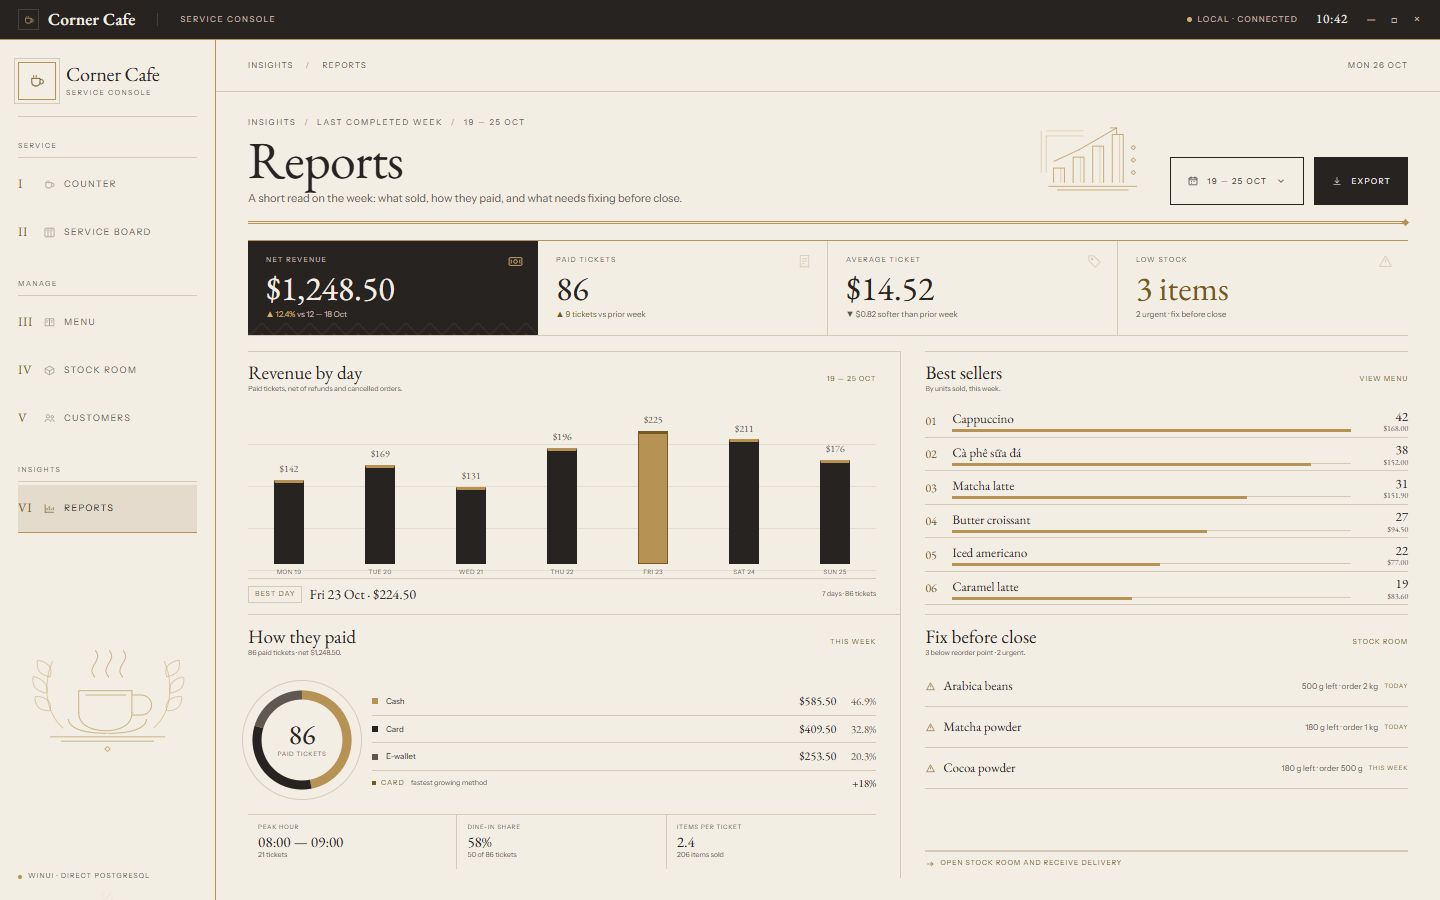 Corner Cafe
SERVICE CONSOLE
LOCAL · CONNECTED
10:42
Corner Cafe
SERVICE CONSOLE
SERVICE
I COUNTER
II SERVICE BOARD
MANAGE
III MENU
IV STOCK ROOM
V CUSTOMERS
INSIGHTS
VI REPORTS
WINUI · DIRECT POSTGRESQL
INSIGHTS / REPORTS
MON 26 OCT
INSIGHTS / LAST COMPLETED WEEK / 19 — 25 OCT
Reports
A short read on the week: what sold, how they paid, and what needs fixing before close.
19 — 25 OCT
EXPORT
NET REVENUE
$1,248.50
▲ 12.4% vs 12 — 18 Oct
PAID TICKETS
86
▲ 9 tickets vs prior week
AVERAGE TICKET
$14.52
▼ $0.82 softer than prior week
LOW STOCK
3 items
2 urgent · fix before close
Revenue by day
Paid tickets, net of refunds and cancelled orders.
19 — 25 OCT
$142
$169
$131
$196
$225
$211
$176
MON 19
TUE 20
WED 21
THU 22
FRI 23
SAT 24
SUN 25
BEST DAY
Fri 23 Oct · $224.50
7 days · 86 tickets
Best sellers
By units sold, this week.
VIEW MENU
01 Cappuccino 42
$168.00
02 Cà phê sữa đá 38
$152.00
03 Matcha latte 31
$151.90
04 Butter croissant 27
$94.50
05 Iced americano 22
$77.00
06 Caramel latte 19
$83.60
How they paid
86 paid tickets · net $1,248.50.
THIS WEEK
86
PAID TICKETS
Cash $585.50 46.9%
Card $409.50 32.8%
E-wallet $253.50 20.3%
CARD fastest growing method +18%
PEAK HOUR
08:00 — 09:00
21 tickets
DINE-IN SHARE
58%
50 of 86 tickets
ITEMS PER TICKET
2.4
206 items sold
Fix before close
3 below reorder point · 2 urgent.
STOCK ROOM
Arabica beans 500 g left · order 2 kg TODAY
Matcha powder 180 g left · order 1 kg TODAY
Cocoa powder 180 g left · order 500 g THIS WEEK
→ OPEN STOCK ROOM AND RECEIVE DELIVERY